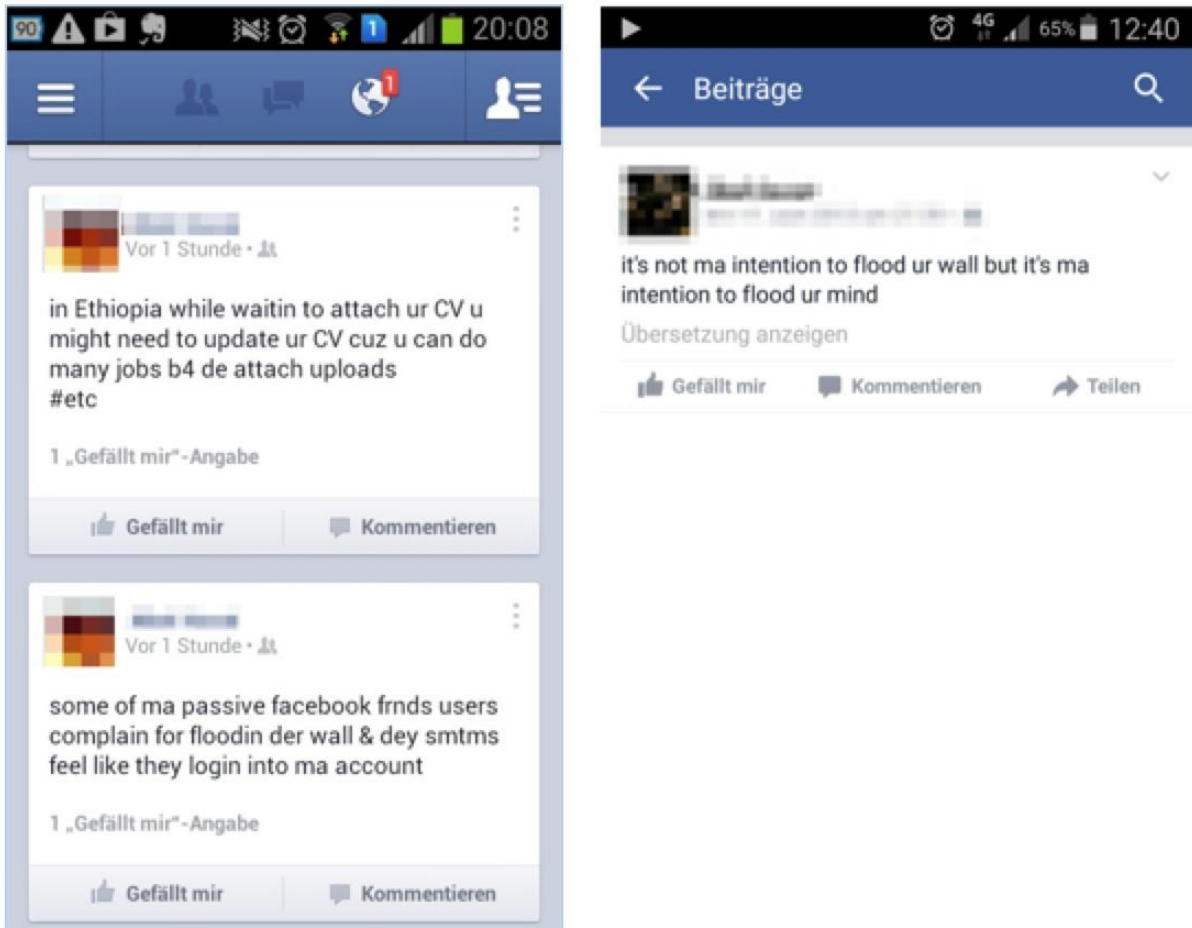 90
1
20:08
1
Vor 1 Stunde
in Ethiopia while waitin to attach ur CV u
might need to update ur CV cuz u can do
many jobs b4 de attach uploads
#etc
1 „Gefällt mir“-Angabe
Gefällt mir
Kommentieren
Vor 1 Stunde
some of ma passive facebook frnds users
complain for floodin der wall & dey smtms
feel like they login into ma account
1 „Gefällt mir“-Angabe
Gefällt mir
Kommentieren
4G
65%
12:40
Beiträge
it's not ma intention to flood ur wall but it's ma
intention to flood ur mind
Übersetzung anzeigen
Gefällt mir
Kommentieren
Teilen